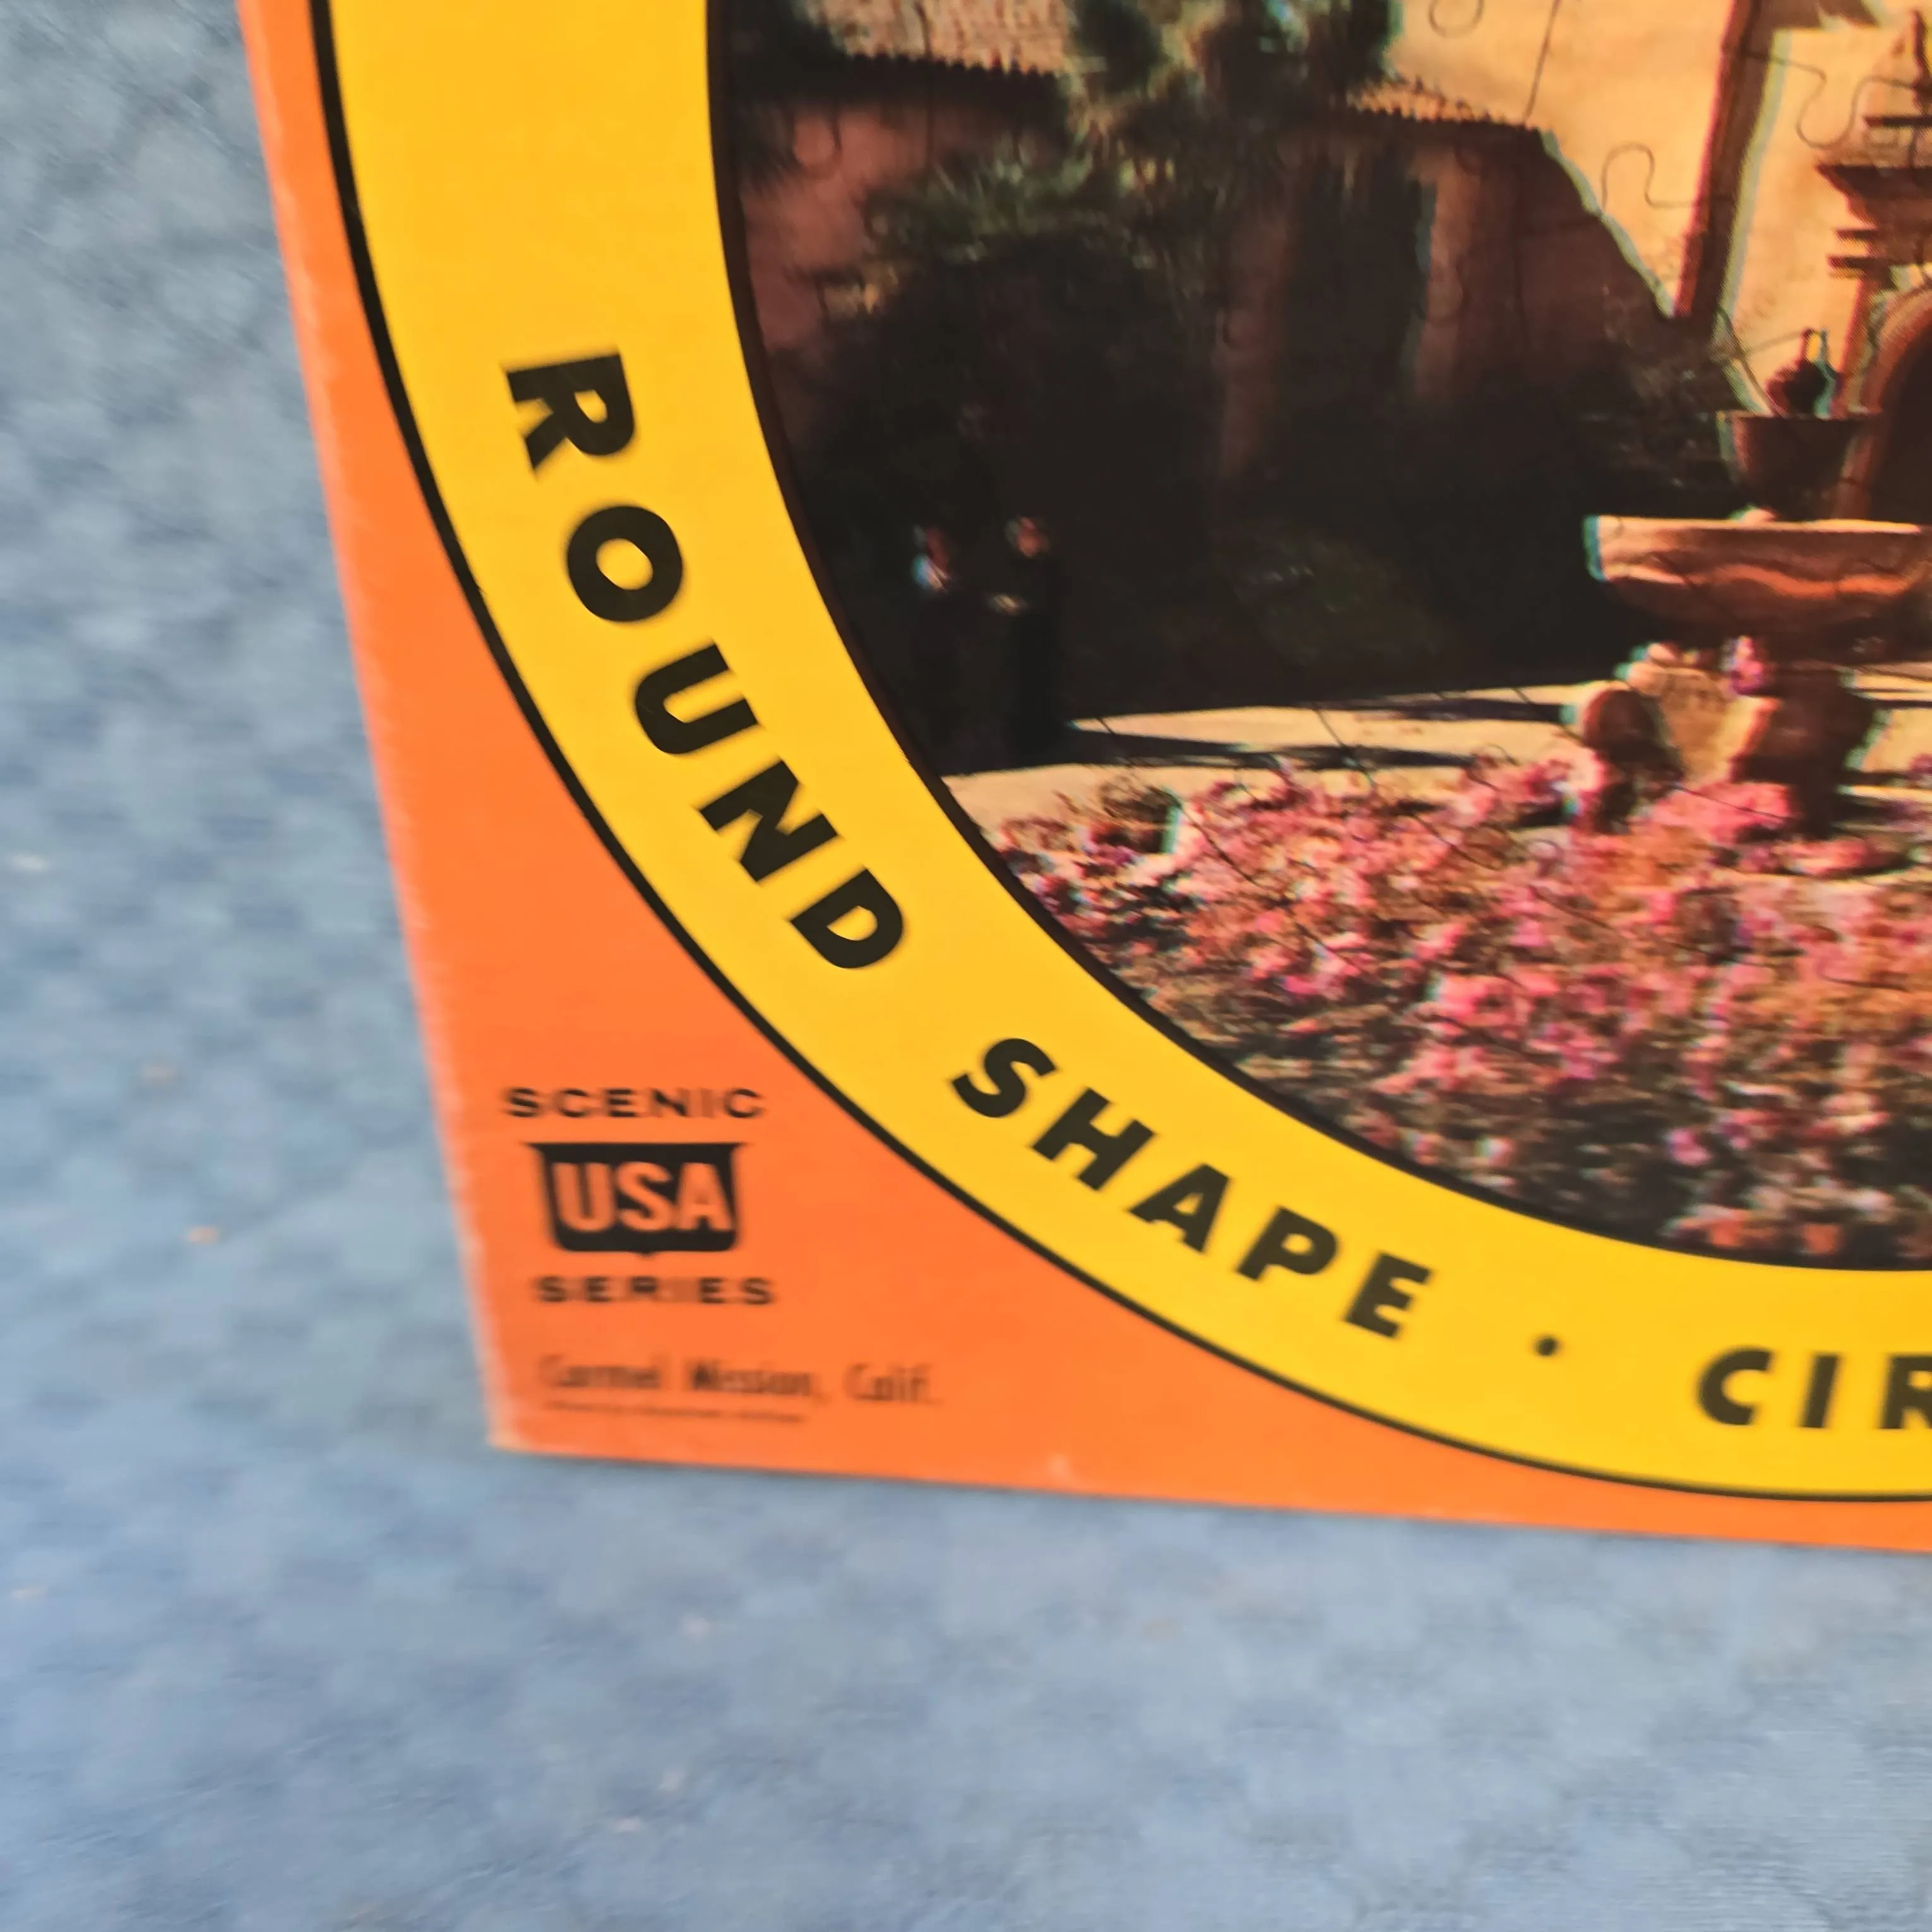 ROUND SHAPE • CIR
SCENIC
USA
SERIES
Carmel Mission, Calif.